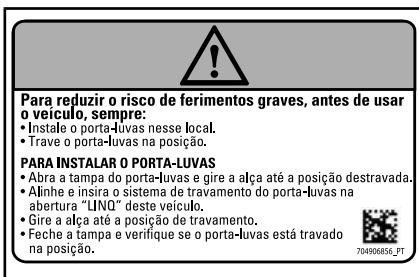 Para reduzir o risco de ferimentos graves, antes de usar
o veículo, sempre:
• Instale o porta-luvas nesse local.
• Trave o porta-luvas na posição.
PARA INSTALAR O PORTA-LUVAS
• Abra a tampa do porta-luvas e gire a alça até a posição destravada.
• Alinhe e insira o sistema de travamento do porta-luvas na
abertura “LINQ” deste veículo.
• Gire a alça até a posição de travamento.
• Feche a tampa e verifique se o porta-luvas está travado
na posição.
704906856_PT